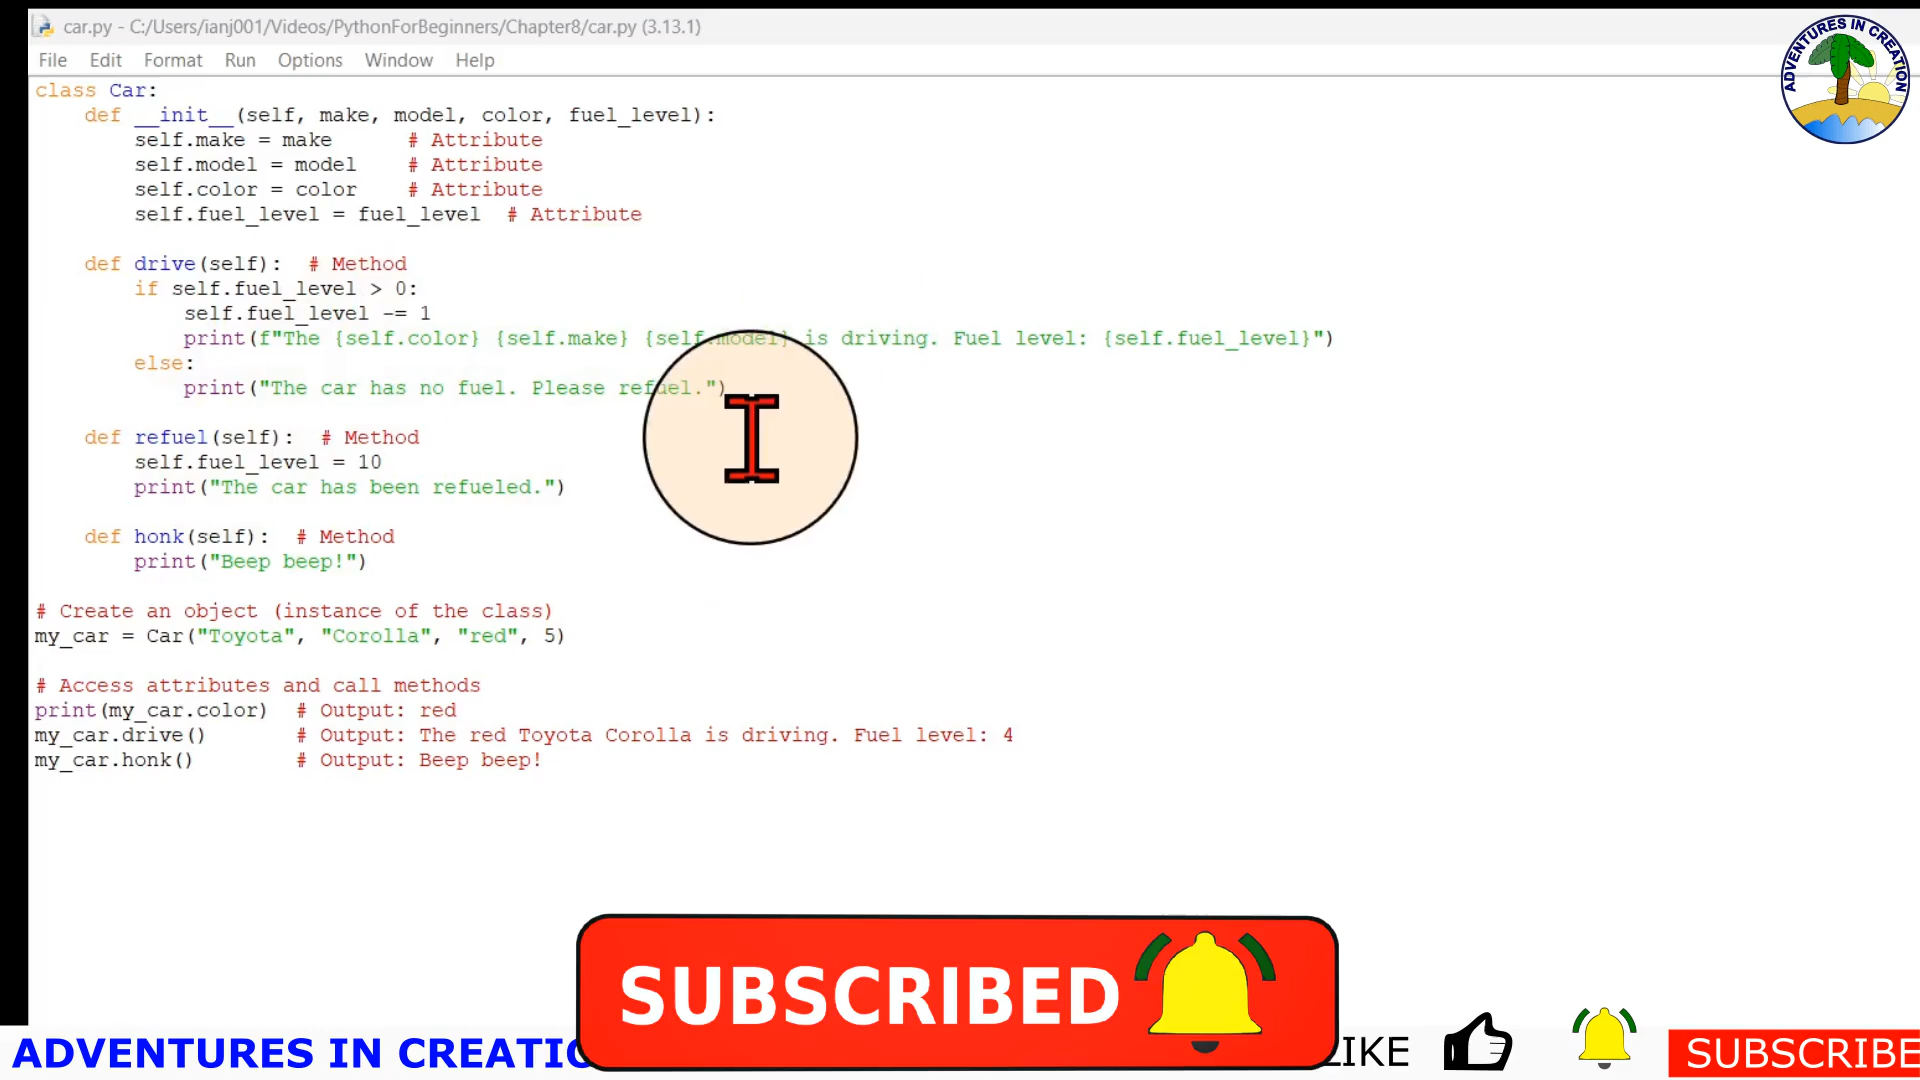 car.py - C:/Users/ianj001/Videos/PythonForBeginners/Chapter8/car.py (3.13.1)
File Edit Format Run Options Window Help
ADVENTURES IN CREATION
class Car:
    def __init__(self, make, model, color, fuel_level):
        self.make = make      # Attribute
        self.model = model    # Attribute
        self.color = color    # Attribute
        self.fuel_level = fuel_level  # Attribute
    def drive(self):  # Method
        if self.fuel_level > 0:
            self.fuel_level -= 1
            print(f"The {self.color} {self.make} {self.model} is driving. Fuel level: {self.fuel_level}")
        else:
            print("The car has no fuel. Please refuel.")
    def refuel(self):  # Method
        self.fuel_level = 10
        print("The car has been refueled.")
    def honk(self):  # Method
        print("Beep beep!")
# Create an object (instance of the class)
my_car = Car("Toyota", "Corolla", "red", 5)
# Access attributes and call methods
print(my_car.color)  # Output: red
my_car.drive()       # Output: The red Toyota Corolla is driving. Fuel level: 4
my_car.honk()        # Output: Beep beep!
SUBSCRIBED
ADVENTURES IN CREATIO LIKE SUBSCRIBE